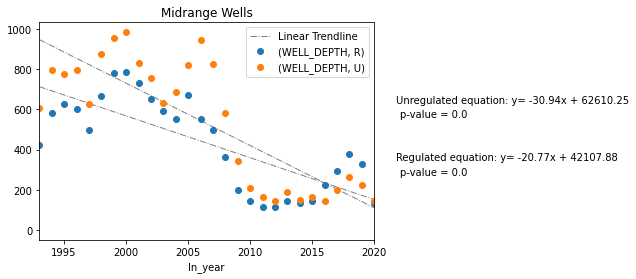 Midrange Wells
1000
800
600
400
200
0
Linear Trendline
(WELL_DEPTH, R)
(WELL_DEPTH, U)
Unregulated equation: y= -30.94x + 62610.25
p-value = 0.0
Regulated equation: y= -20.77x + 42107.88
p-value = 0.0
1995 2000 2005 2010 2015 2020
In_year